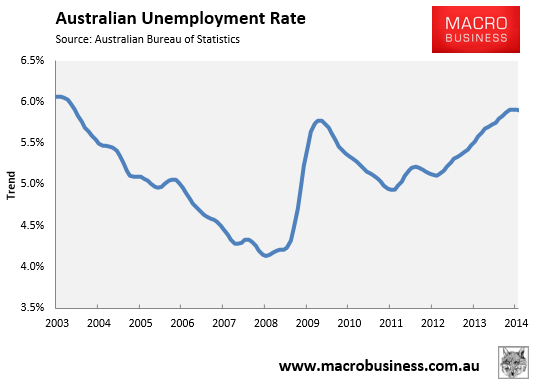 Australian Unemployment Rate
Source: Australian Bureau of Statistics
MACRO
BUSINESS
6.5%
6.0%
5.5%
5.0%
4.5%
4.0%
3.5%
Trend
2003 2004 2005 2006 2007 2008 2009 2010 2011 2012 2013 2014
www.macrobusiness.com.au